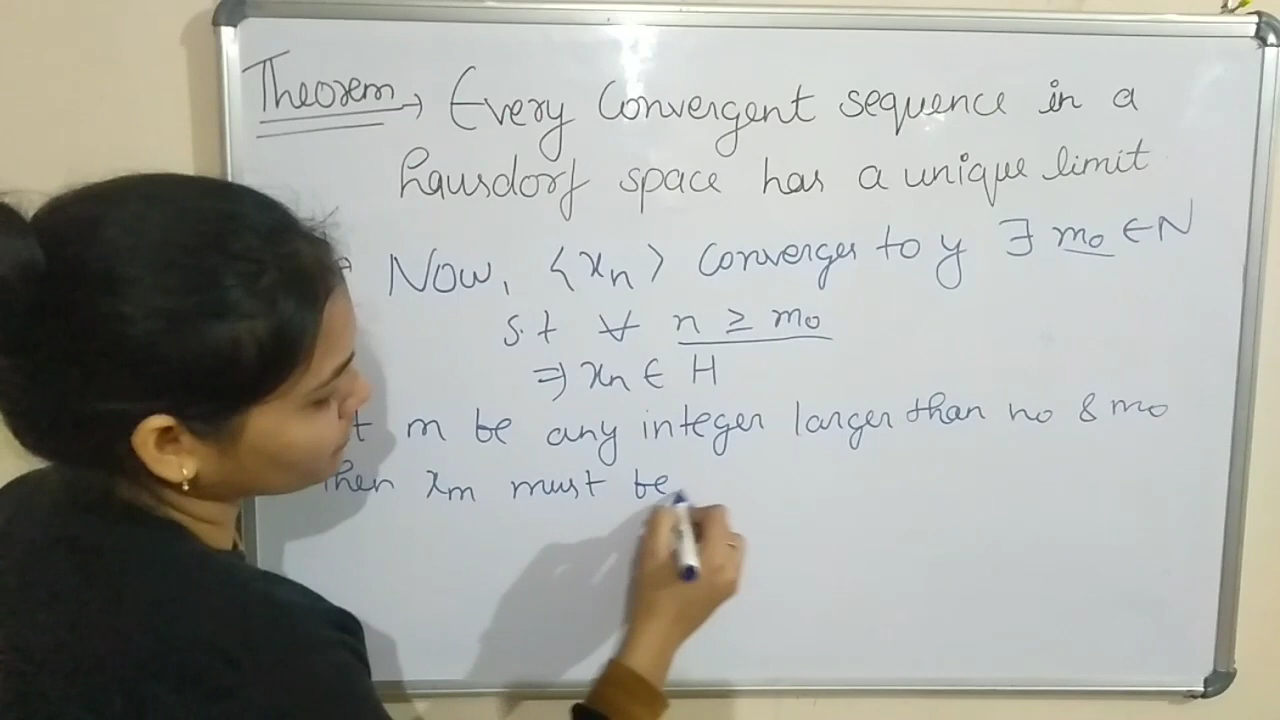 Theorem → Every Convergent sequence in a
hausdorf space has a unique limit
Now, <xn> Converges to y ∃ m₀ ∈ N
s.t ∀ n ≥ m₀
⇒ xn ∈ H
m be any integer larger than n₀ & m₀
then xm must be